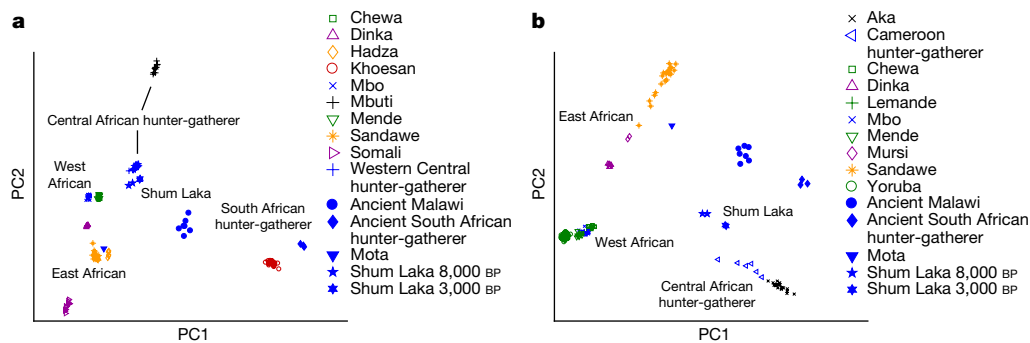 a
PC2
PC1
Central African hunter-gatherer
West
African
Shum Laka
South African
hunter-gatherer
East African
Chewa
Dinka
Hadza
Khoesan
Mbo
Mbuti
Mende
Sandawe
Somali
Western Central
hunter-gatherer
Ancient Malawi
Ancient South African
hunter-gatherer
Mota
Shum Laka 8,000 BP
Shum Laka 3,000 BP
b
PC2
PC1
East African
Shum Laka
West African
Central African
hunter-gatherer
Aka
Cameroon
hunter-gatherer
Chewa
Dinka
Lemande
Mbo
Mende
Mursi
Sandawe
Yoruba
Ancient Malawi
Ancient South African
hunter-gatherer
Mota
Shum Laka 8,000 BP
Shum Laka 3,000 BP